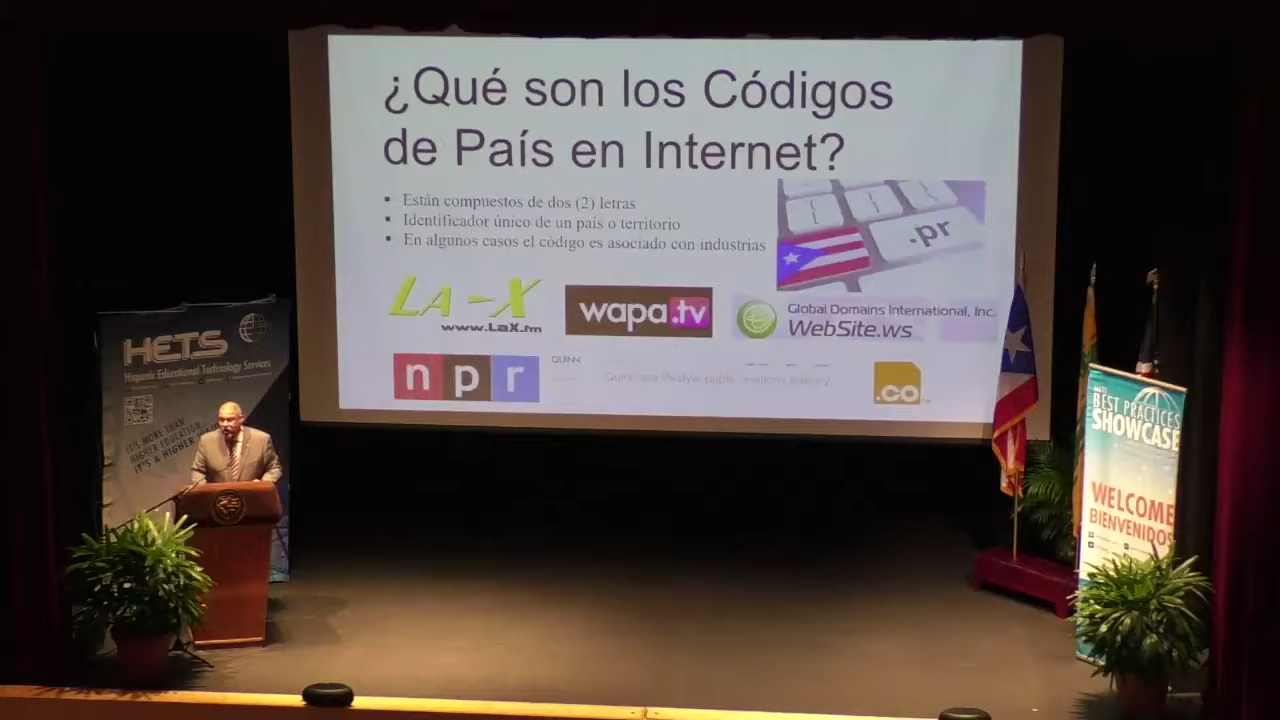 ¿Qué son los Códigos
de País en Internet?
▪ Están compuestos de dos (2) letras
▪ Identificador único de un país o territorio
▪ En algunos casos el código es asociado con industrias
.pr
LA-X
www.LaX.fm
wapa.tv
Global Domains International, Inc.
WebSite.ws
npr
QUINN
.co
HETS
Hispanic Educational Technology Services
IT'S MORE THAN
HIGHER EDUCATION,
IT'S A HIGHER
BEST PRACTICES
SHOWCASE
WELCOME
BIENVENIDOS